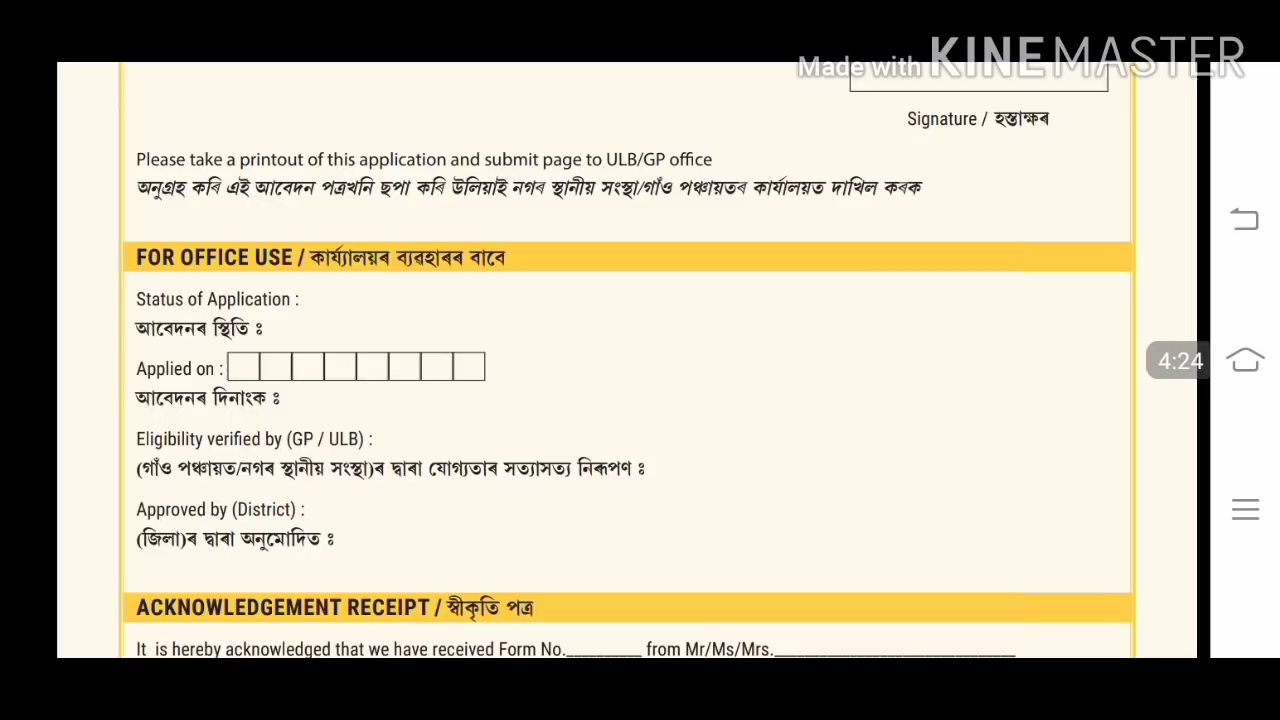 Made with KINEMASTER
Signature / হস্তাক্ষৰ
Please take a printout of this application and submit page to ULB/GP office
অনুগ্ৰহ কৰি এই আবেদন পত্ৰখনি ছপা কৰি উলিয়াই নগৰ স্থানীয় সংস্থা/গাঁও পঞ্চায়তৰ কাৰ্যালয়ত দাখিল কৰক
FOR OFFICE USE / কাৰ্য্যালয়ৰ ব্যৱহাৰৰ বাবে
Status of Application :
আবেদনৰ স্থিতি ঃ
4:24
Applied on :
আবেদনৰ দিনাংক ঃ
Eligibility verified by (GP / ULB) :
(গাঁও পঞ্চায়ত/নগৰ স্থানীয় সংস্থা)ৰ দ্বাৰা যোগ্যতাৰ সত্যাসত্য নিৰূপণ ঃ
Approved by (District) :
(জিলা)ৰ দ্বাৰা অনুমোদিত ঃ
ACKNOWLEDGEMENT RECEIPT / স্বীকৃতি পত্ৰ
It is hereby acknowledged that we have received Form No.__________ from Mr/Ms/Mrs.________________________________